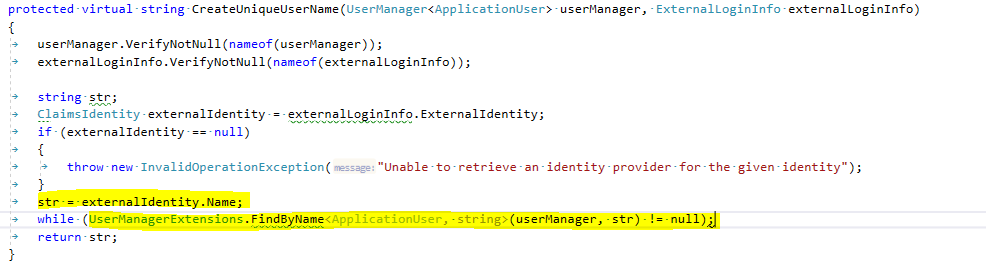 protected virtual string CreateUniqueUserName(UserManager<ApplicationUser> userManager, ExternalLoginInfo externalLoginInfo)
{
userManager.VerifyNotNull(nameof(userManager));
externalLoginInfo.VerifyNotNull(nameof(externalLoginInfo));
string str;
ClaimsIdentity externalIdentity = externalLoginInfo.ExternalIdentity;
if (externalIdentity == null)
{
throw new InvalidOperationException(message:"Unable to retrieve an identity provider for the given identity");
}
str = externalIdentity.Name;
while (UserManagerExtensions.FindByName<ApplicationUser, string>(userManager, str) != null);
return str;
}